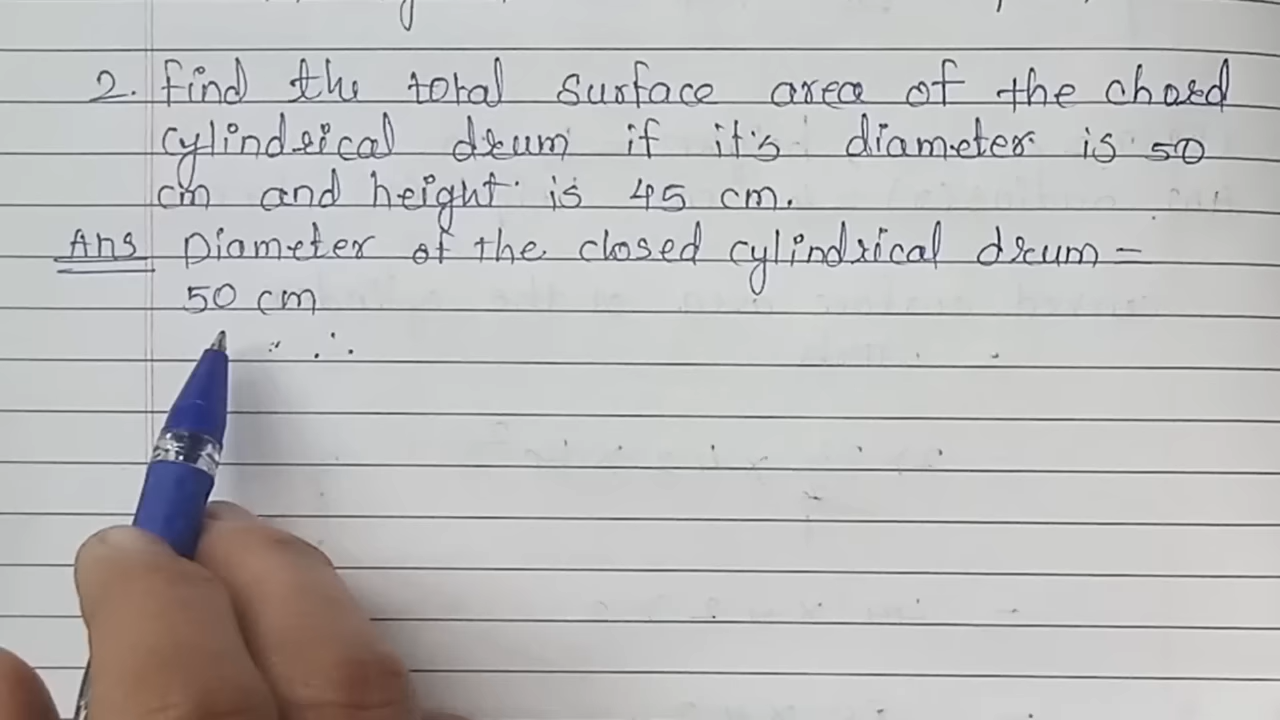 2. find the total surface area of the chosed
cylindrical drum if it's diameter is 50
cm and height is 45 cm.
Ans Diameter of the closed cylindrical drum =
50 cm
∴